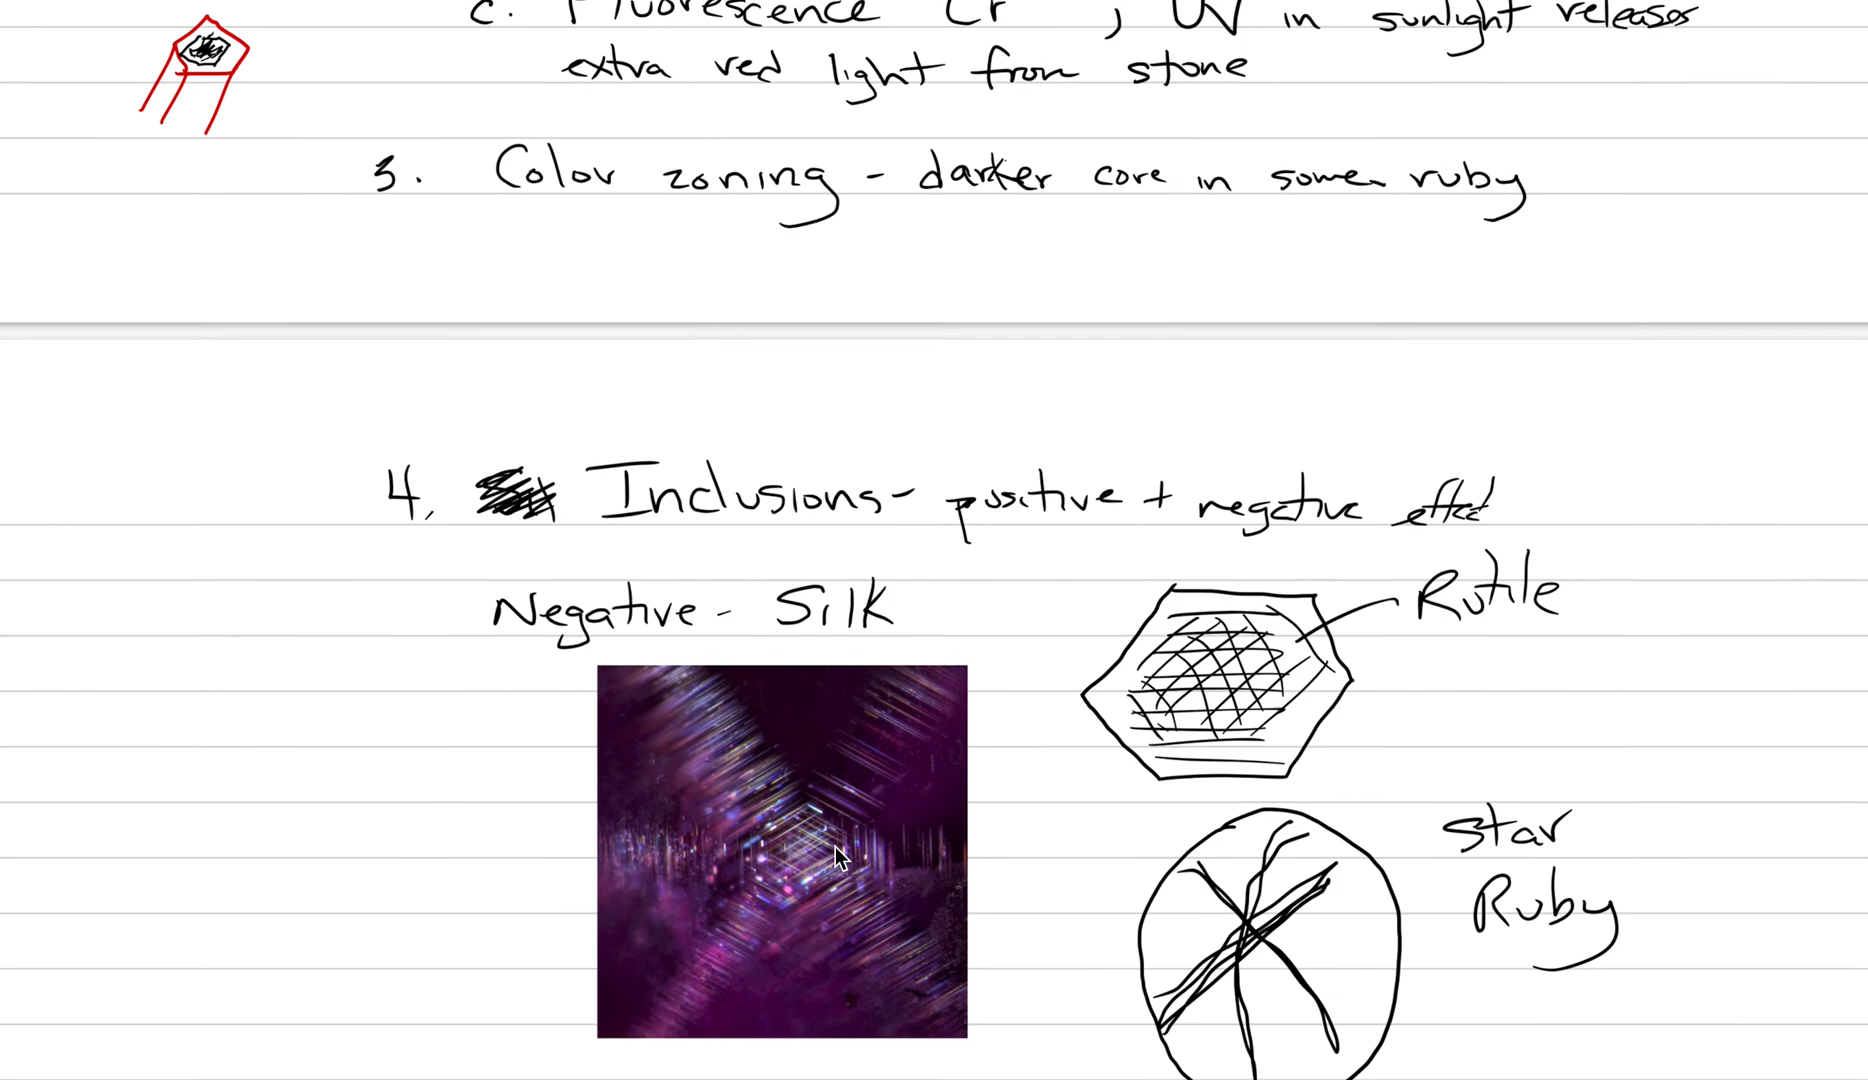 c. Fluorescence Cr , UV in sunlight releases
extra red light from stone
3. Color zoning - darker core in some ruby
4. Inclusions - positive + negative effect
Negative - Silk
Rutile
Star
Ruby